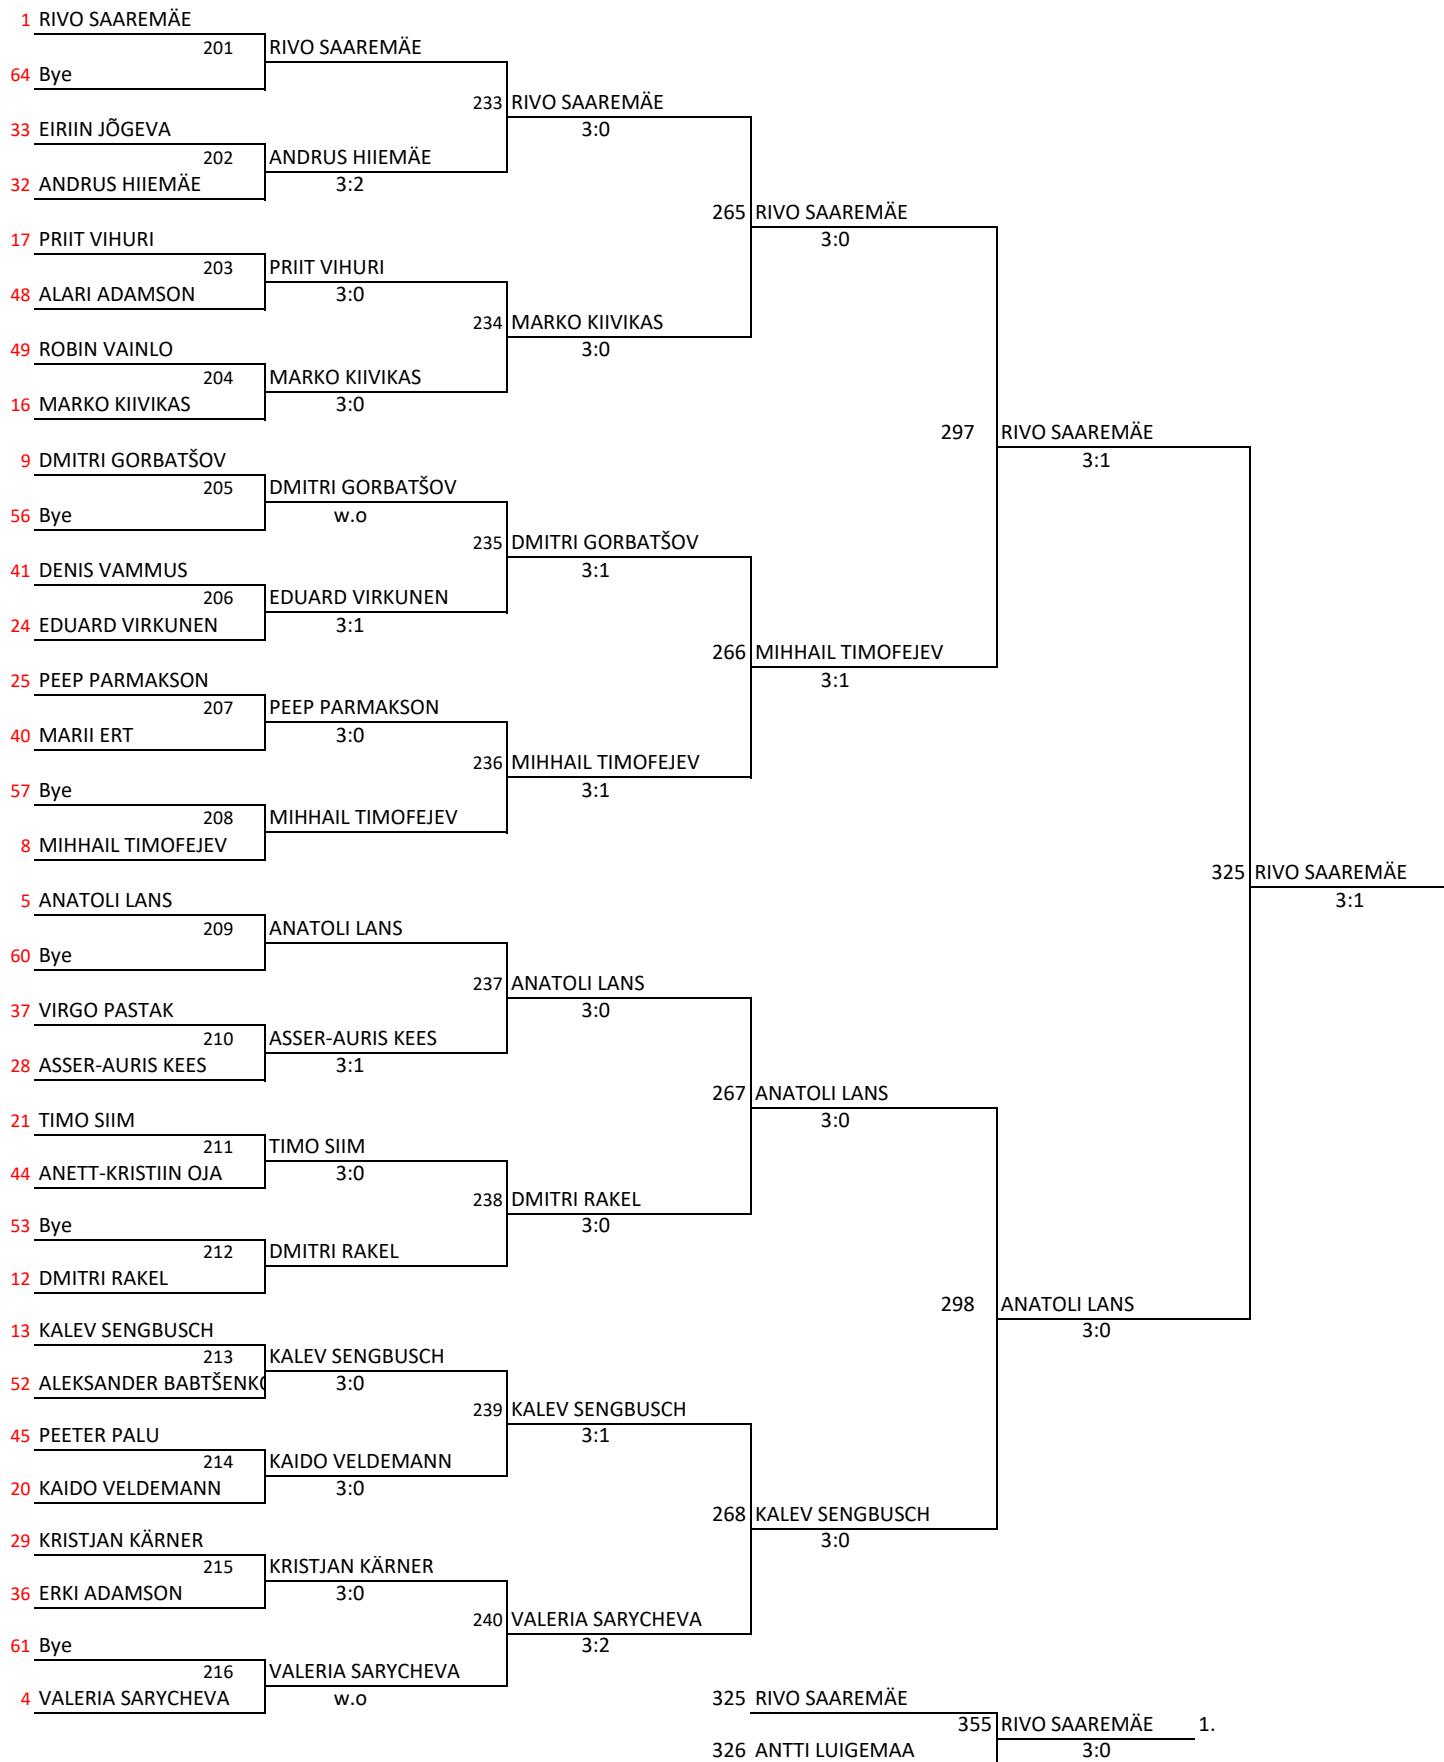 1 RIVO SAAREMÄE
201 RIVO SAAREMÄE
64 Bye
233 RIVO SAAREMÄE
3:0
33 EIRIIN JÕGEVA
202 ANDRUS HIIEMÄE
32 ANDRUS HIIEMÄE 3:2
265 RIVO SAAREMÄE
3:0
17 PRIIT VIHURI
203 PRIIT VIHURI
48 ALARI ADAMSON 3:0
234 MARKO KIIVIKAS
3:0
49 ROBIN VAINLO
204 MARKO KIIVIKAS
16 MARKO KIIVIKAS 3:0
297 RIVO SAAREMÄE
3:1
9 DMITRI GORBATŠOV
205 DMITRI GORBATŠOV
56 Bye w.o
235 DMITRI GORBATŠOV
3:1
41 DENIS VAMMUS
206 EDUARD VIRKUNEN
24 EDUARD VIRKUNEN 3:1
266 MIHHAIL TIMOFEJEV
3:1
25 PEEP PARMAKSON
207 PEEP PARMAKSON
40 MARII ERT 3:0
236 MIHHAIL TIMOFEJEV
3:1
57 Bye
208 MIHHAIL TIMOFEJEV
8 MIHHAIL TIMOFEJEV
325 RIVO SAAREMÄE
3:1
5 ANATOLI LANS
209 ANATOLI LANS
60 Bye
237 ANATOLI LANS
3:0
37 VIRGO PASTAK
210 ASSER-AURIS KEES
28 ASSER-AURIS KEES 3:1
267 ANATOLI LANS
3:0
21 TIMO SIIM
211 TIMO SIIM
44 ANETT-KRISTIIN OJA 3:0
238 DMITRI RAKEL
3:0
53 Bye
212 DMITRI RAKEL
12 DMITRI RAKEL
298 ANATOLI LANS
3:0
13 KALEV SENGBUSCH
213 KALEV SENGBUSCH
52 ALEKSANDER BABTŠENKO 3:0
239 KALEV SENGBUSCH
3:1
45 PEETER PALU
214 KAIDO VELDEMANN
20 KAIDO VELDEMANN 3:0
268 KALEV SENGBUSCH
3:0
29 KRISTJAN KÄRNER
215 KRISTJAN KÄRNER
36 ERKI ADAMSON 3:0
240 VALERIA SARYCHEVA
3:2
61 Bye
216 VALERIA SARYCHEVA
4 VALERIA SARYCHEVA w.o
325 RIVO SAAREMÄE
355 RIVO SAAREMÄE 1.
326 ANTTI LUIGEMAA 3:0